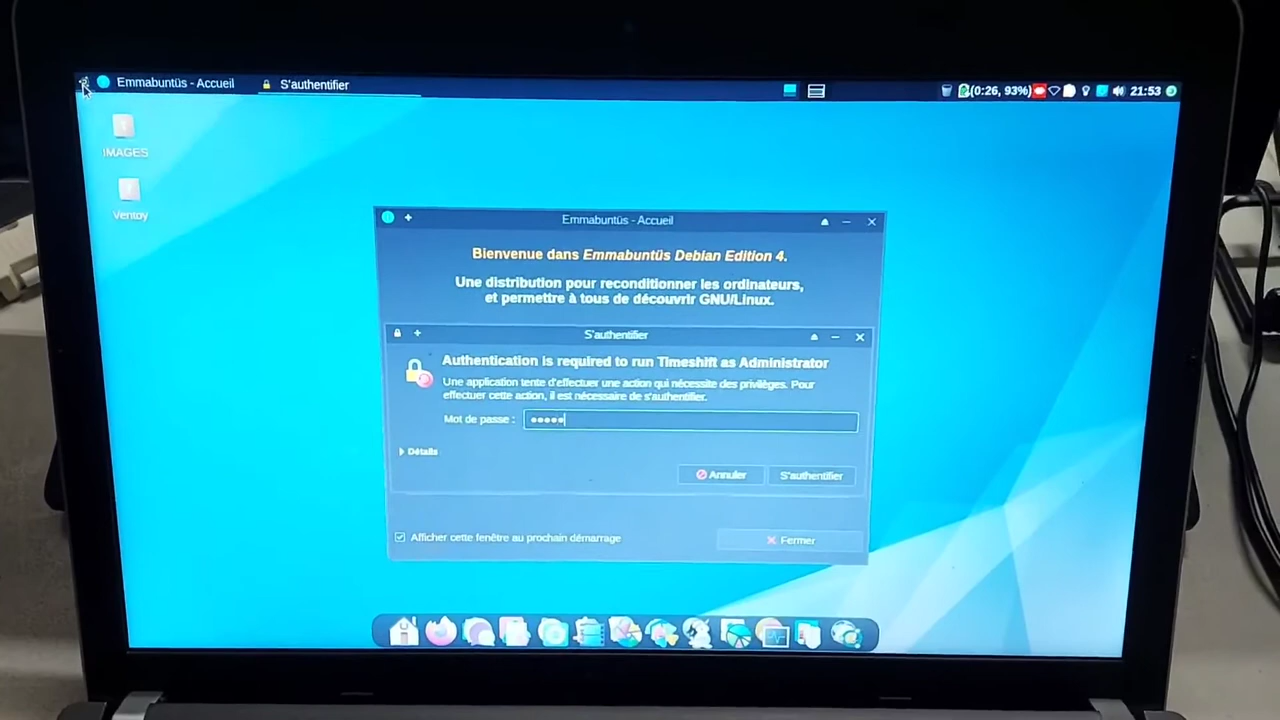 Emmabuntüs - Accueil
S'authentifier
(0:26, 93%)
21:53
IMAGES
Ventoy
Emmabuntüs - Accueil
Bienvenue dans Emmabuntüs Debian Edition 4.
Une distribution pour reconditionner les ordinateurs,
et permettre à tous de découvrir GNU/Linux.
S'authentifier
Authentication is required to run Timeshift as Administrator
Une application tente d'effectuer une action qui nécessite des privilèges. Pour
effectuer cette action, il est nécessaire de s'authentifier.
Mot de passe :
Détails
Annuler
S'authentifier
Afficher cette fenêtre au prochain démarrage
Fermer